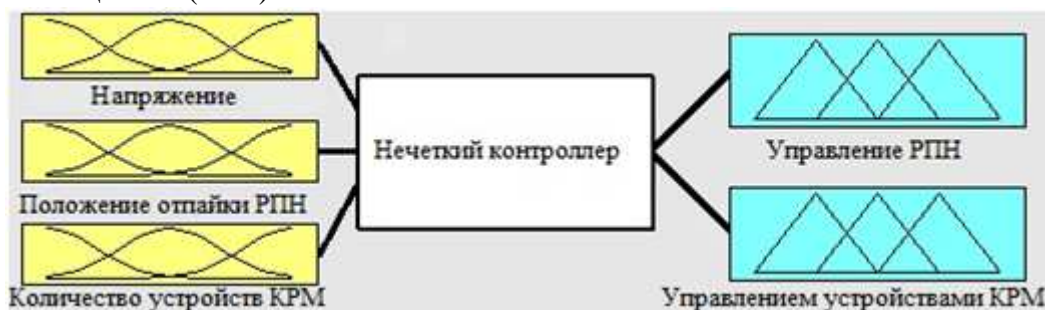 Напряжение
Положение отпайки РПН
Количество устройств КРМ
Нечеткий контроллер
Управление РПН
Управлением устройствами КРМ